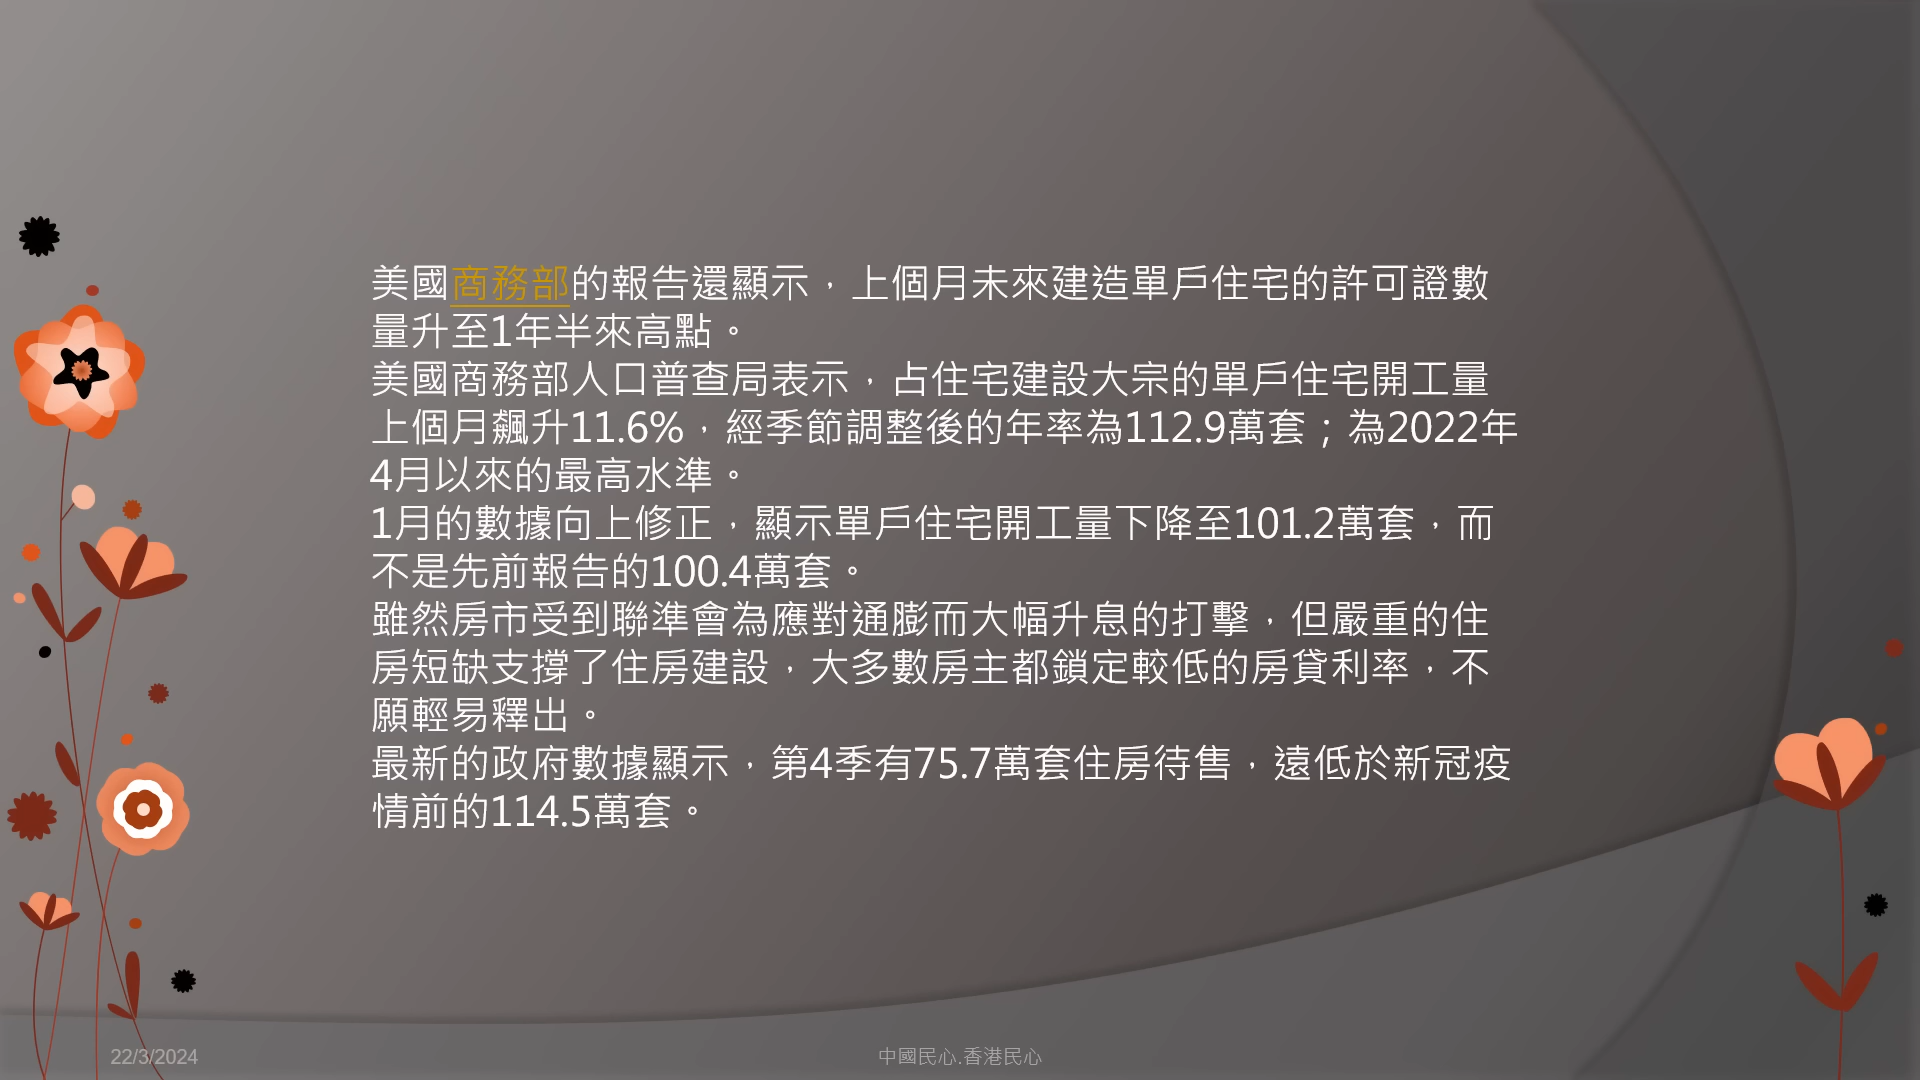 美國商務部的報告還顯示，上個月未來建造單戶住宅的許可證數
量升至1年半來高點。
美國商務部人口普查局表示，占住宅建設大宗的單戶住宅開工量
上個月飆升11.6%，經季節調整後的年率為112.9萬套；為2022年
4月以來的最高水準。
1月的數據向上修正，顯示單戶住宅開工量下降至101.2萬套，而
不是先前報告的100.4萬套。
雖然房市受到聯準會為應對通膨而大幅升息的打擊，但嚴重的住
房短缺支撐了住房建設，大多數房主都鎖定較低的房貸利率，不
願輕易釋出。
最新的政府數據顯示，第4季有75.7萬套住房待售，遠低於新冠疫
情前的114.5萬套。
22/3/2024
中國民心.香港民心